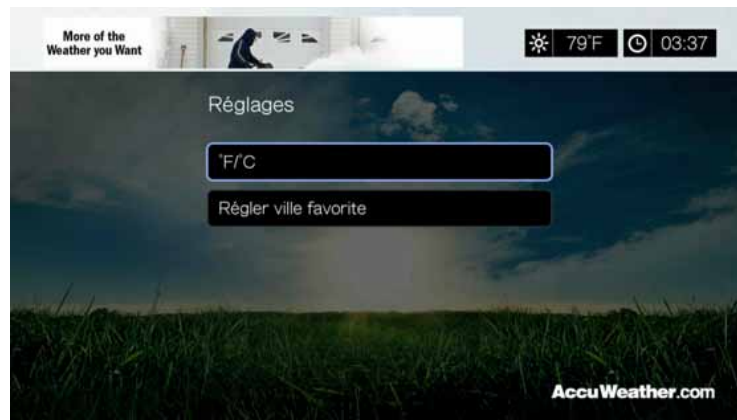 More of the
Weather you Want
79°F
03:37
Réglages
°F/°C
Régler ville favorite
AccuWeather.com